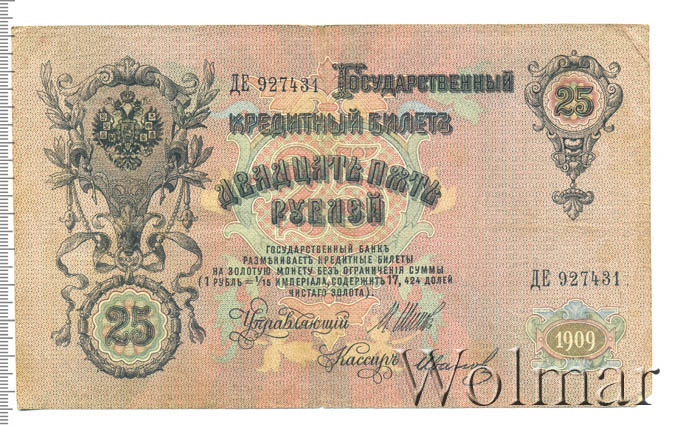 ДЕ 927431 Государственный
25
Кредитный Билетъ
Двадцать пять
Рублей
Государственный Банкъ
размѣниваетъ кредитные билеты
на золотую монету безъ ограниченія суммы
(1 рубль = 1/15 имперіала, содержитъ 17,424 долей
чистаго золота).
ДЕ 927431
25
Управляющій
1909
Кассиръ
Wolmar